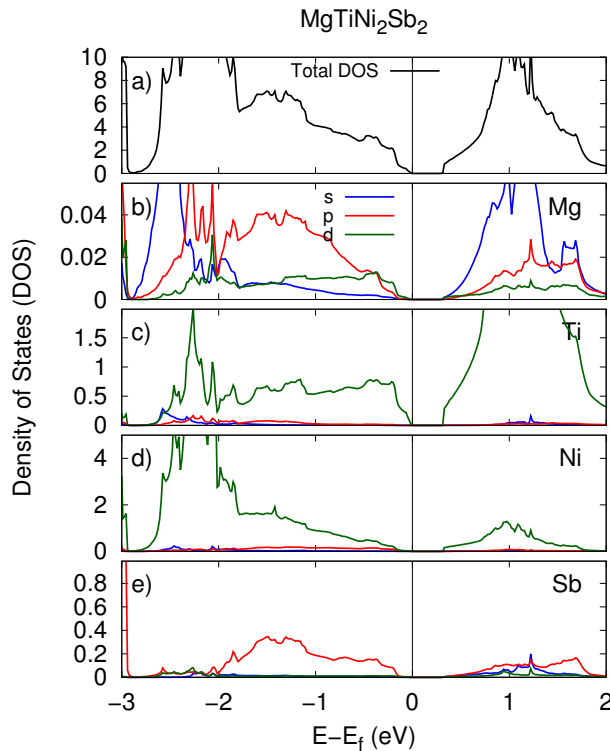 MgTiNi₂Sb₂
Density of States (DOS)
a)
Total DOS
10
8
6
4
2
0
b)
s
p
d
Mg
0.04
0.02
0
c)
Ti
1.5
1
0.5
0
d)
Ni
4
2
0
e)
Sb
0.8
0.6
0.4
0.2
0
−3 −2 −1 0 1 2
E−E_f (eV)